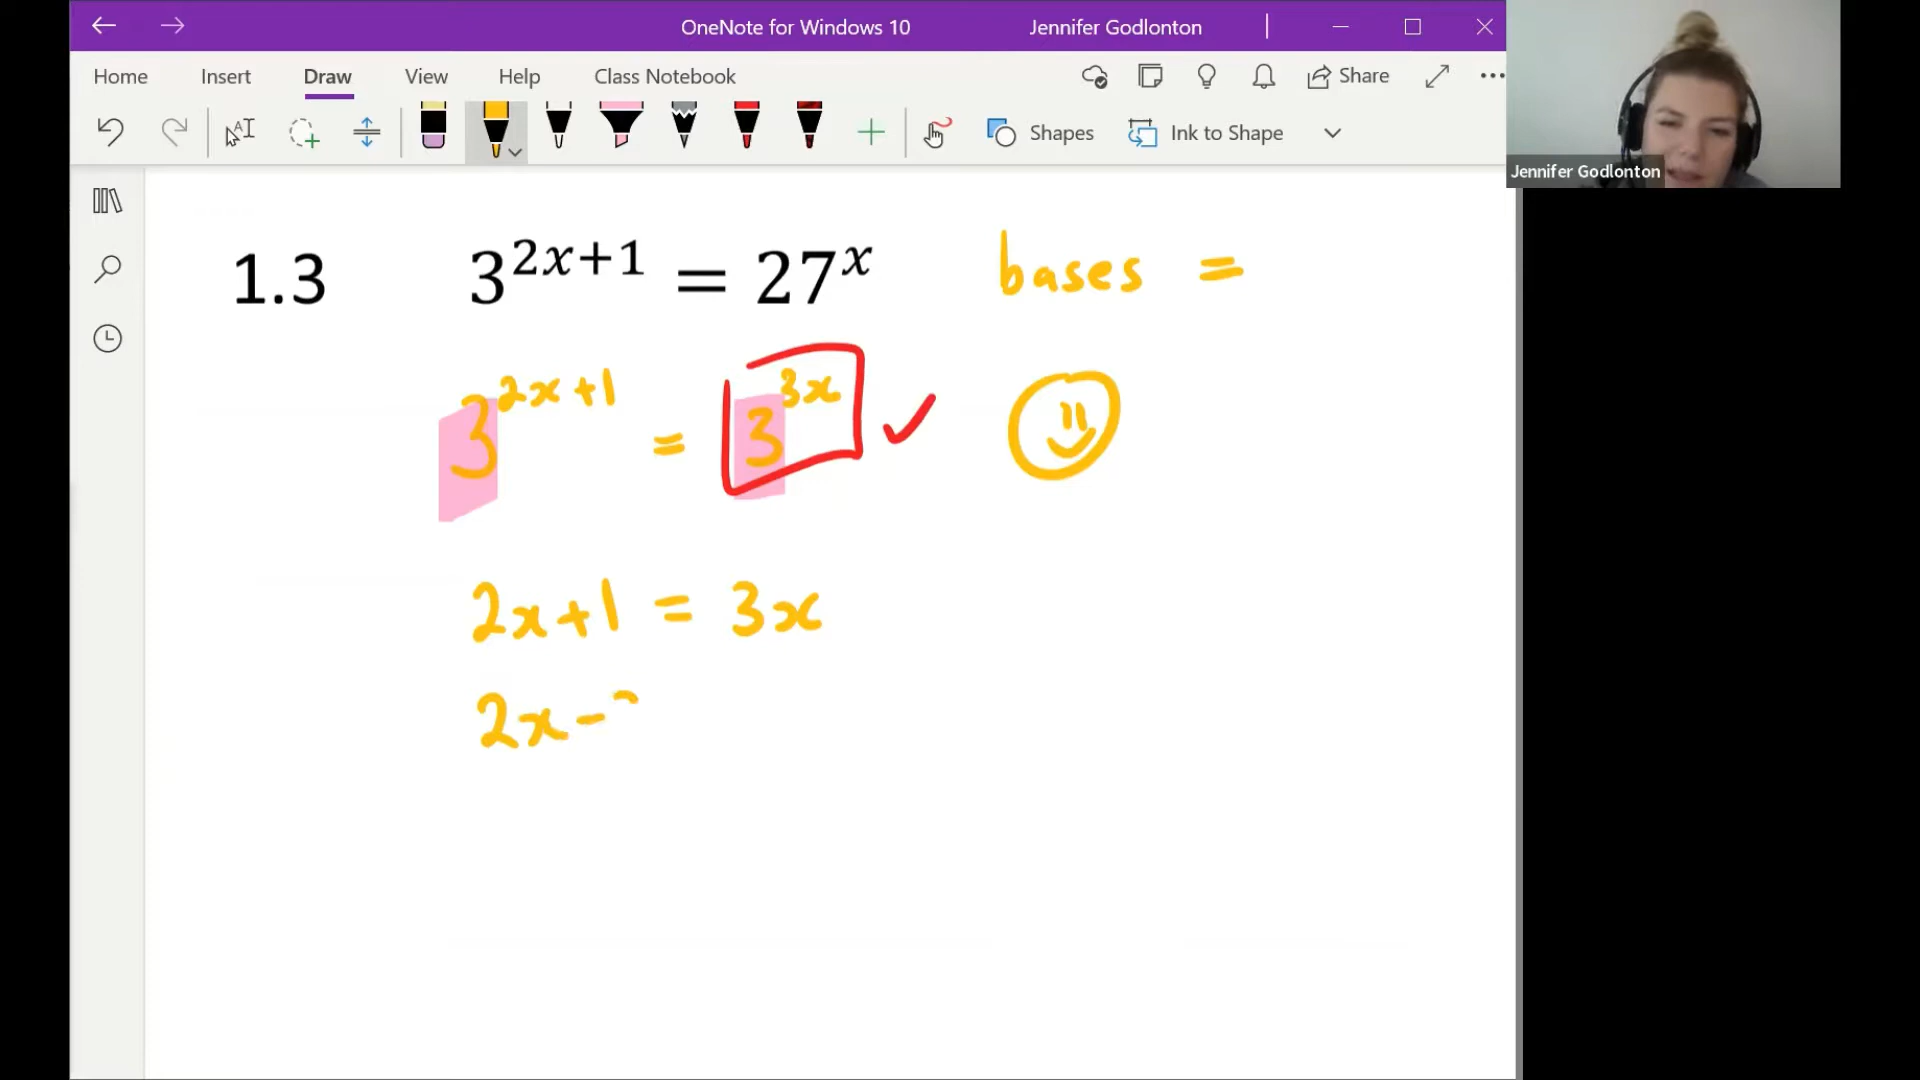 OneNote for Windows 10 Jennifer Godlonton
Home Insert Draw View Help Class Notebook Share
Shapes Ink to Shape
Jennifer Godlonton
1.3 3^{2x+1} = 27^x bases =
3^{2x+1} = 3^{3x} ✓
2x+1 = 3x
2x-